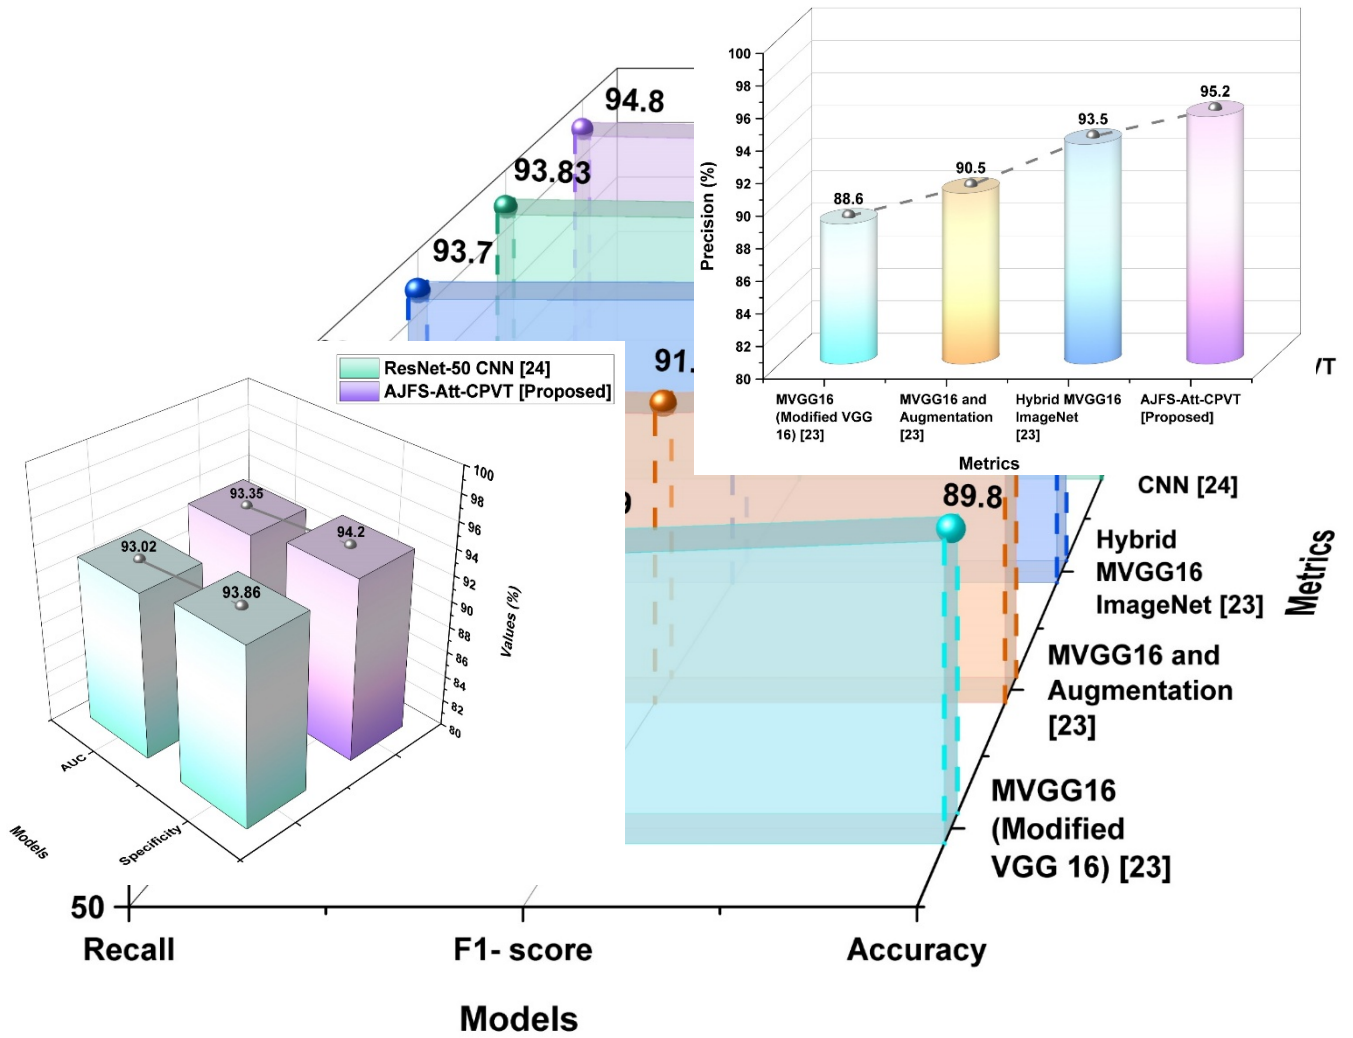 94.8
93.83
93.7
91.
9
89.8
CNN [24]
Hybrid
MVGG16
ImageNet [23]
MVGG16 and
Augmentation
[23]
MVGG16
(Modified
VGG 16) [23]
Metrics
50
Recall
F1- score
Accuracy
Models
Precision (%)
100
98
96
94
92
90
88
86
84
82
80
88.6
90.5
93.5
95.2
MVGG16
(Modified VGG
16) [23]
MVGG16 and
Augmentation
[23]
Hybrid MVGG16
ImageNet
[23]
AJFS-Att-CPVT
[Proposed]
Metrics
ResNet-50 CNN [24]
AJFS-Att-CPVT [Proposed]
93.35
94.2
93.02
93.86
100
98
96
94
92
90
88
86
84
82
80
Values (%)
AUC
Specificity
Models